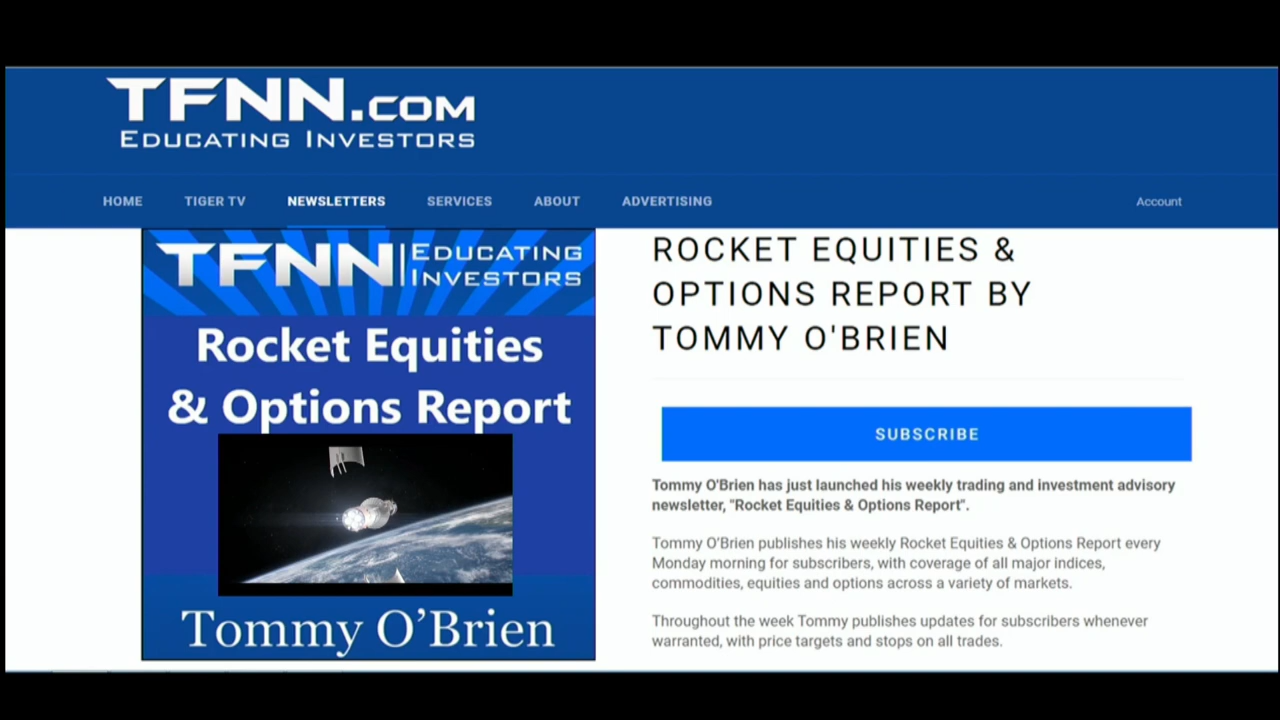 TFNN.COM
EDUCATING INVESTORS
HOME TIGER TV NEWSLETTERS SERVICES ABOUT ADVERTISING Account
TFNN | EDUCATING
INVESTORS
Rocket Equities
& Options Report
Tommy O’Brien
ROCKET EQUITIES &
OPTIONS REPORT BY
TOMMY O'BRIEN
SUBSCRIBE
Tommy O'Brien has just launched his weekly trading and investment advisory
newsletter, "Rocket Equities & Options Report".
Tommy O’Brien publishes his weekly Rocket Equities & Options Report every
Monday morning for subscribers, with coverage of all major indices,
commodities, equities and options across a variety of markets.
Throughout the week Tommy publishes updates for subscribers whenever
warranted, with price targets and stops on all trades.